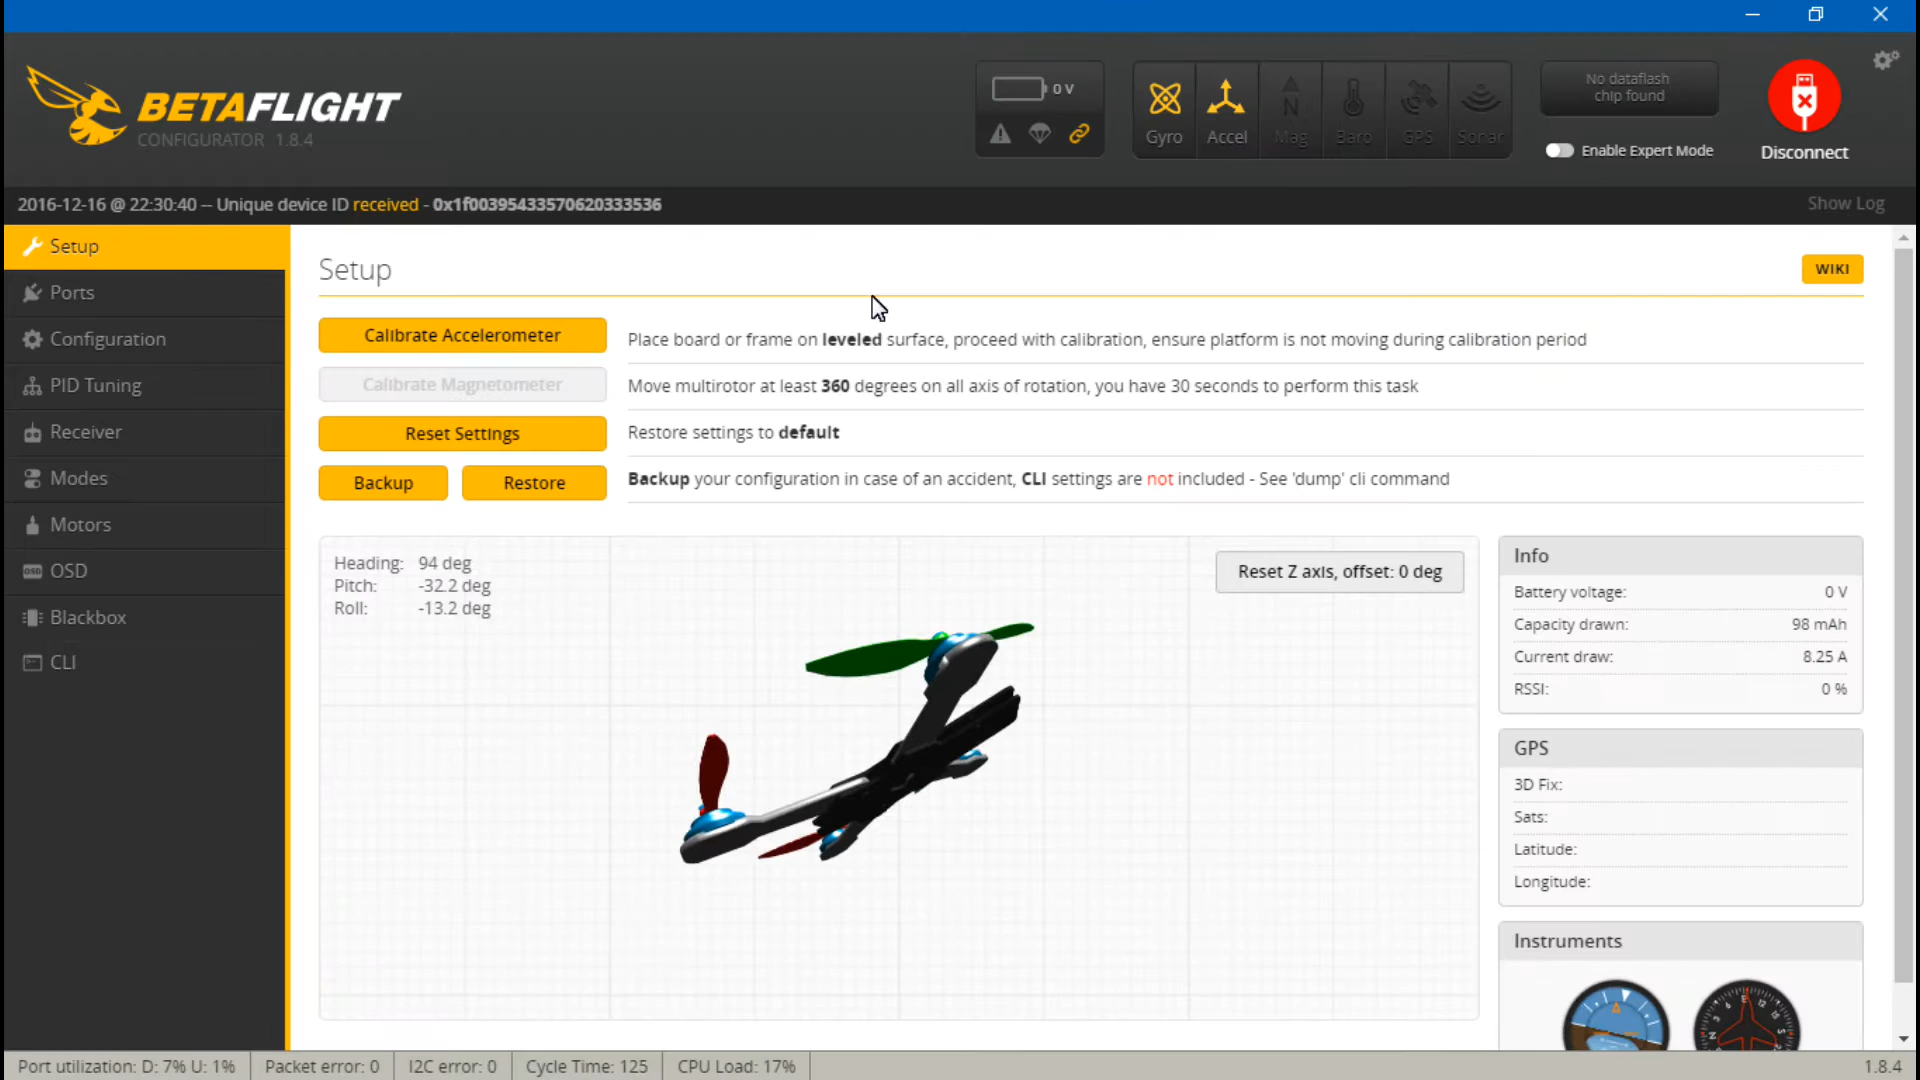 BETAFLIGHT
CONFIGURATOR 1.8.4
0 V
Gyro
Accel
Mag
Baro
GPS
Sonar
No dataflash
chip found
Enable Expert Mode
Disconnect
2016-12-16 @ 22:30:40 -- Unique device ID received - 0x1f00395433570620333536
Show Log
Setup
Ports
Configuration
PID Tuning
Receiver
Modes
Motors
OSD
Blackbox
CLI
Setup
WIKI
Calibrate Accelerometer
Place board or frame on leveled surface, proceed with calibration, ensure platform is not moving during calibration period
Calibrate Magnetometer
Move multirotor at least 360 degrees on all axis of rotation, you have 30 seconds to perform this task
Reset Settings
Restore settings to default
Backup
Restore
Backup your configuration in case of an accident, CLI settings are not included - See 'dump' cli command
Heading: 94 deg
Pitch: -32.2 deg
Roll: -13.2 deg
Reset Z axis, offset: 0 deg
Info
Battery voltage: 0 V
Capacity drawn: 98 mAh
Current draw: 8.25 A
RSSI: 0 %
GPS
3D Fix:
Sats:
Latitude:
Longitude:
Instruments
Port utilization: D: 7% U: 1%
Packet error: 0
I2C error: 0
Cycle Time: 125
CPU Load: 17%
1.8.4